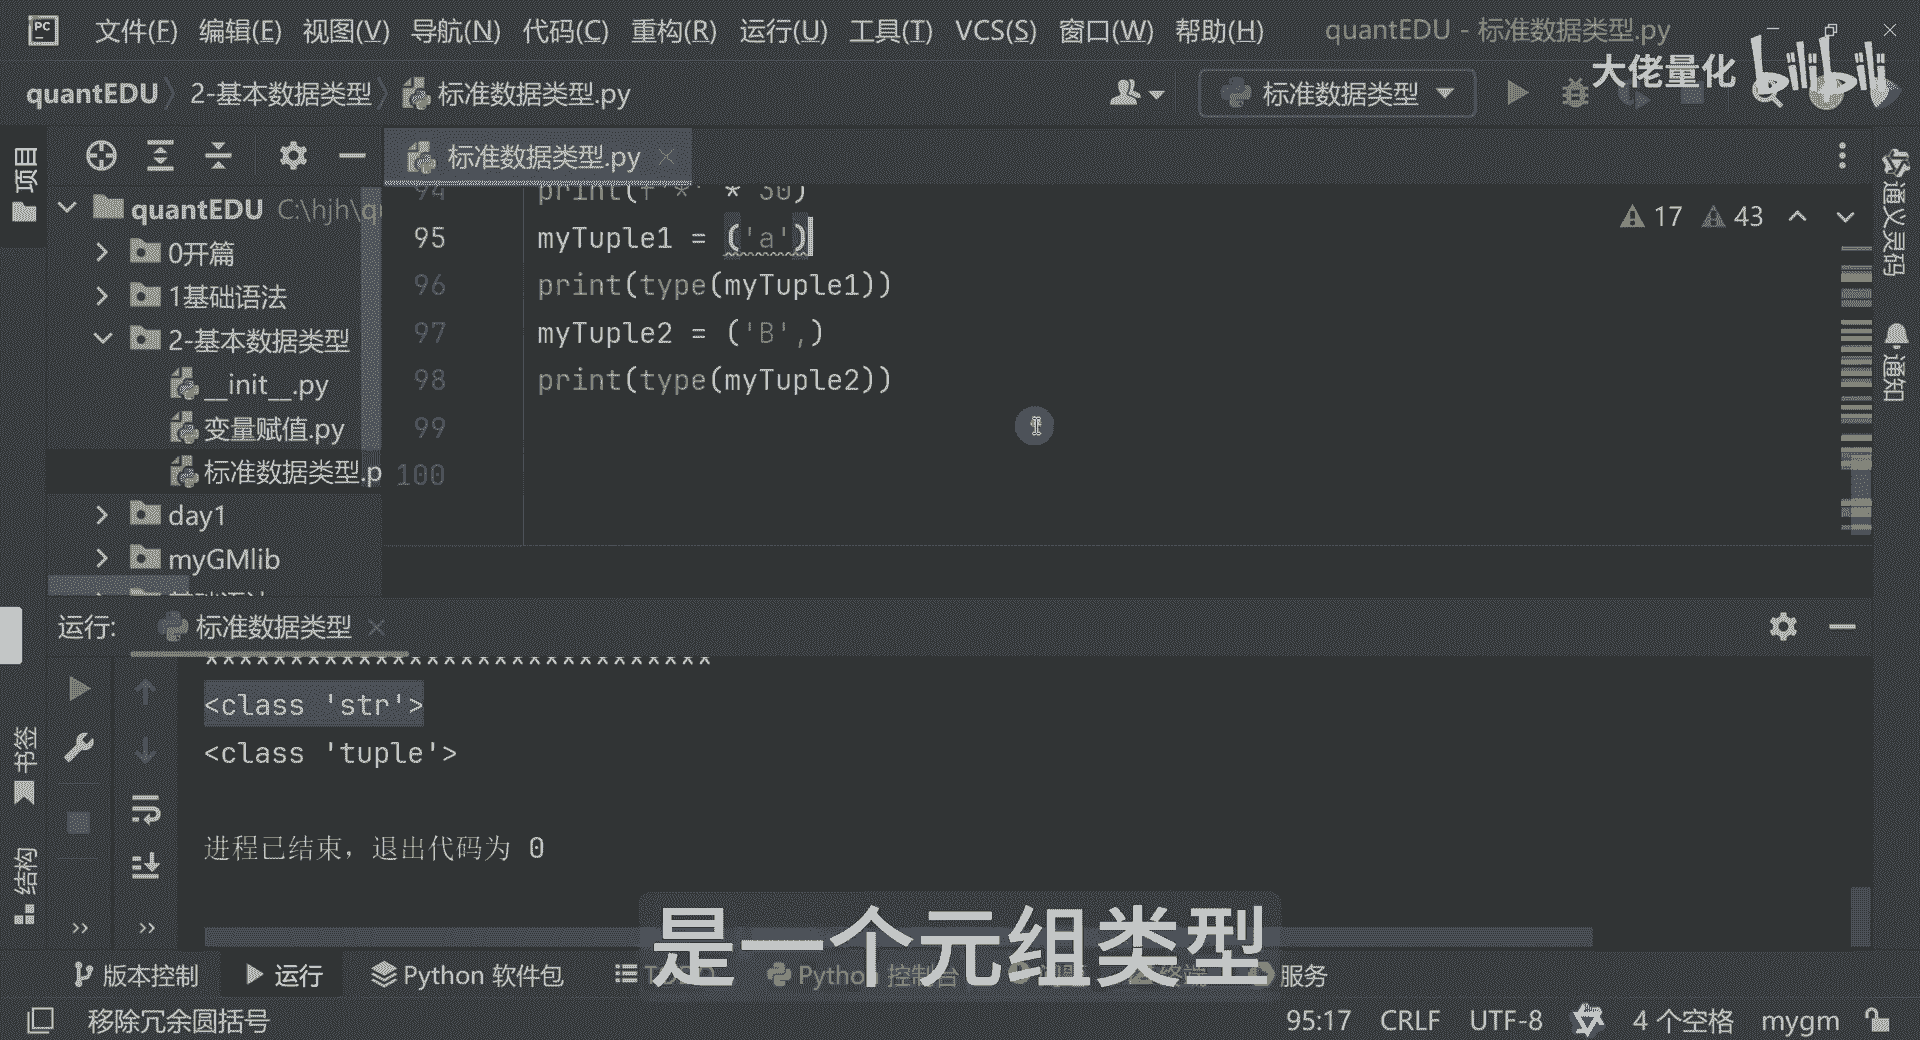 文件(F) 编辑(E) 视图(V) 导航(N) 代码(C) 重构(R) 运行(U) 工具(T) VCS(S) 窗口(W) 帮助(H) quantEDU - 标准数据类型.py
大佬量化 bilibili
quantEDU 2-基本数据类型 标准数据类型.py 标准数据类型
项目
标准数据类型.py
quantEDU C:\hjh\q
0开篇
1基础语法
2-基本数据类型
__init__.py
变量赋值.py
标准数据类型.p
day1
myGMlib
94 print(f'*' * 30)
95 myTuple1 = ('a')
96 print(type(myTuple1))
97 myTuple2 = ('B',)
98 print(type(myTuple2))
99
100
17 43
通义灵码
通知
运行: 标准数据类型
<class 'str'>
<class 'tuple'>
进程已结束，退出代码为 0
书签
结构
是一个元组类型
版本控制 运行 Python 软件包 Python 控制台 终端 服务
移除冗余圆括号 95:17 CRLF UTF-8 4 个空格 mygm